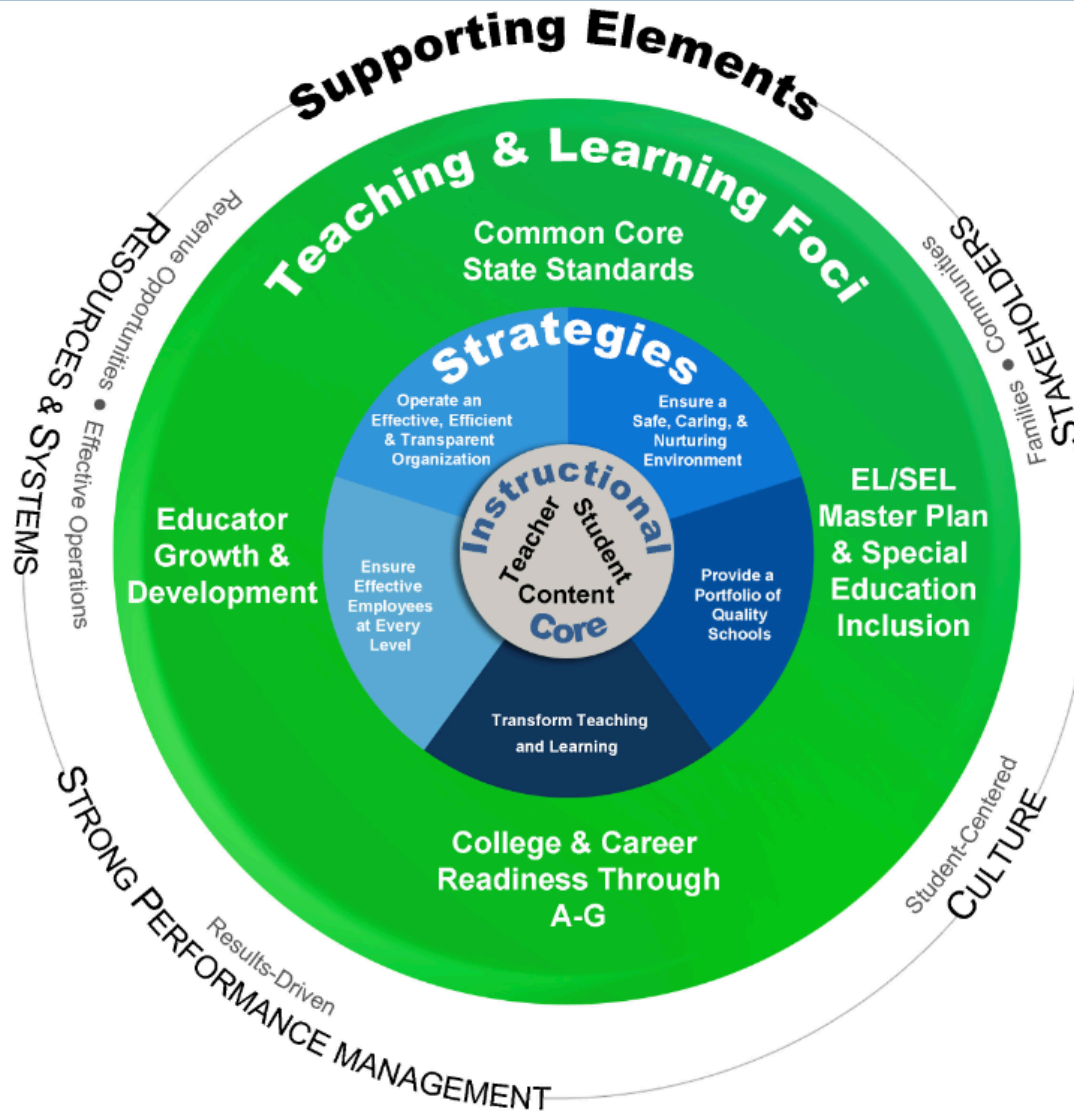 Supporting Elements
Teaching & Learning Foci
Common Core
State Standards
EL/SEL
Master Plan
& Special
Education
Inclusion
College & Career
Readiness Through
A-G
Educator
Growth &
Development
Strategies
Operate an
Effective, Efficient
& Transparent
Organization
Ensure a
Safe, Caring, &
Nurturing
Environment
Provide a
Portfolio of
Quality
Schools
Transform Teaching
and Learning
Ensure
Effective
Employees
at Every
Level
Instructional
Teacher
Student
Content
Core
RESOURCES & SYSTEMS
Revenue Opportunities ● Effective Operations
STAKEHOLDERS
Families ● Communities
CULTURE
Student-Centered
STRONG PERFORMANCE MANAGEMENT
Results-Driven